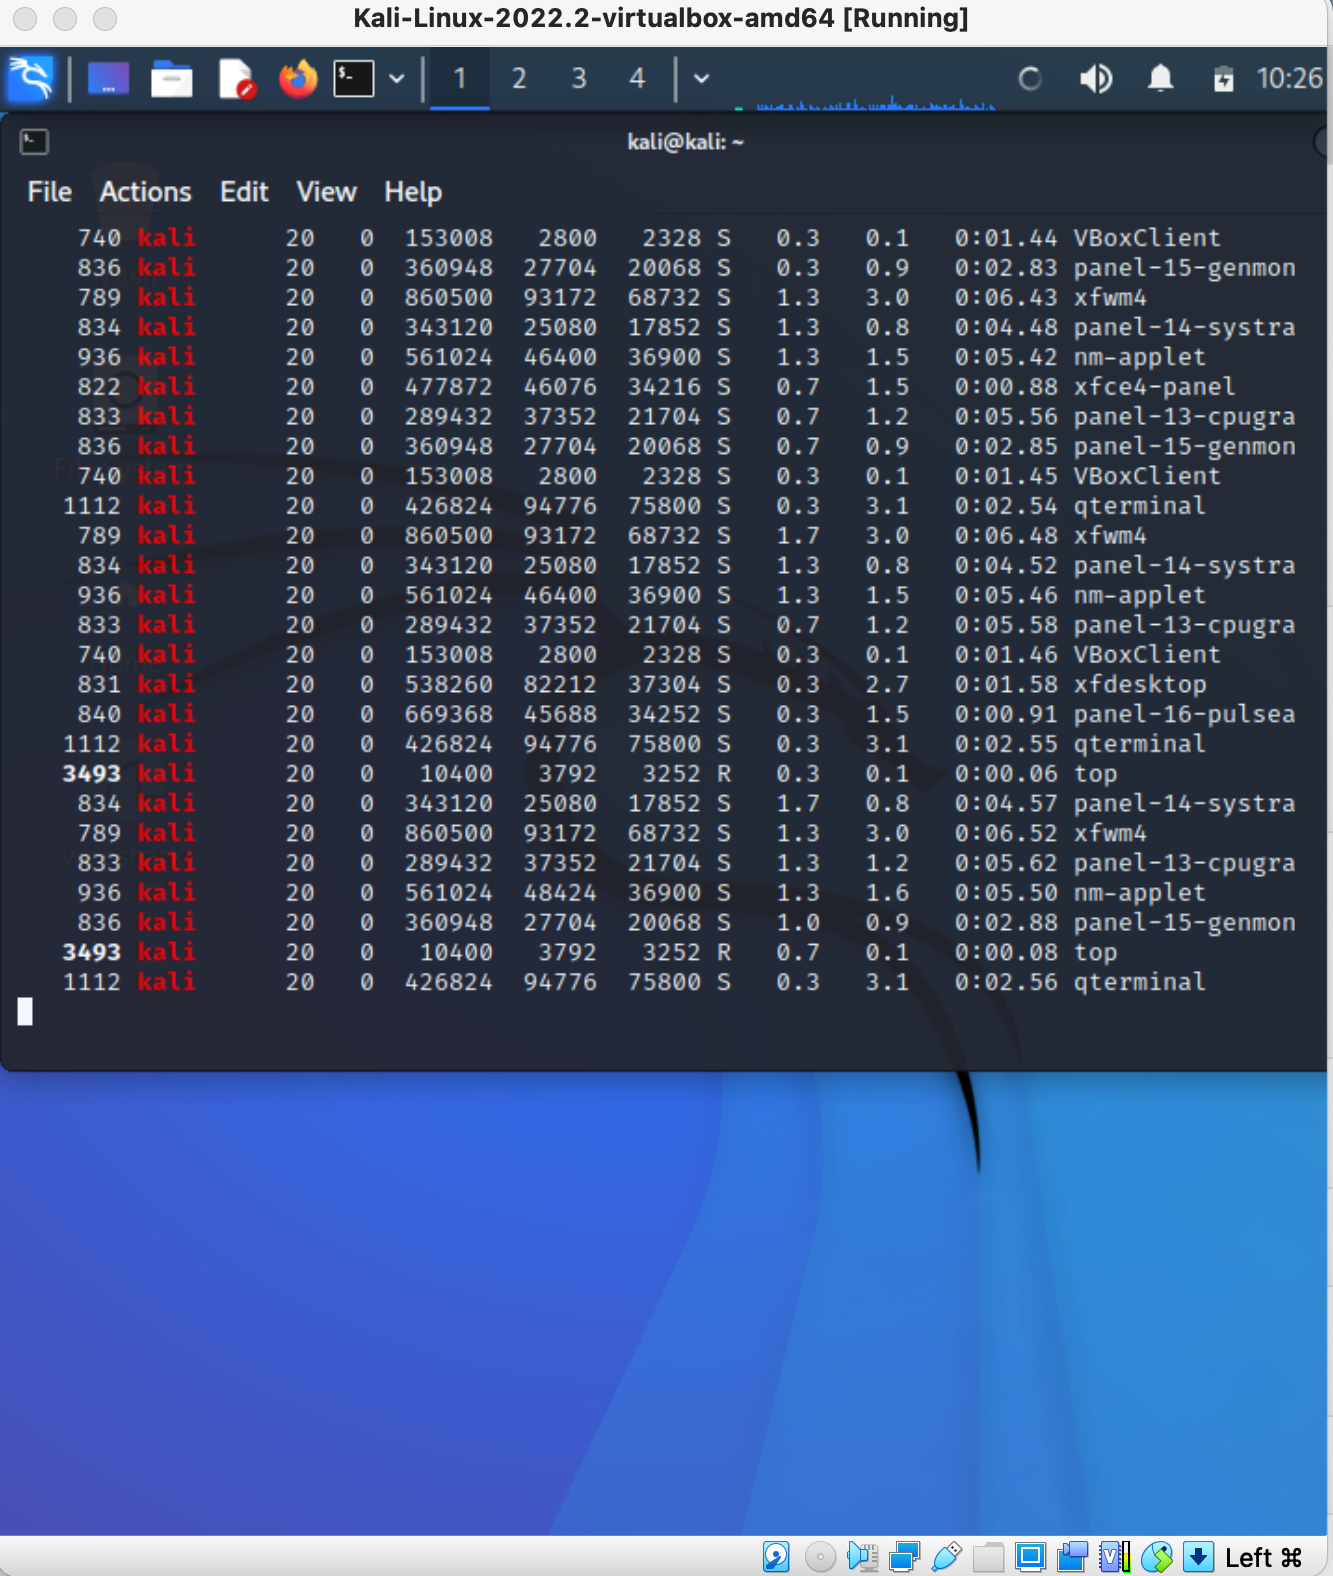 Kali-Linux-2022.2-virtualbox-amd64 [Running]
1 2 3 4 10:26
kali@kali: ~
File Actions Edit View Help
740 kali 20 0 153008 2800 2328 S 0.3 0.1 0:01.44 VBoxClient
836 kali 20 0 360948 27704 20068 S 0.3 0.9 0:02.83 panel-15-genmon
789 kali 20 0 860500 93172 68732 S 1.3 3.0 0:06.43 xfwm4
834 kali 20 0 343120 25080 17852 S 1.3 0.8 0:04.48 panel-14-systra
936 kali 20 0 561024 46400 36900 S 1.3 1.5 0:05.42 nm-applet
822 kali 20 0 477872 46076 34216 S 0.7 1.5 0:00.88 xfce4-panel
833 kali 20 0 289432 37352 21704 S 0.7 1.2 0:05.56 panel-13-cpugra
836 kali 20 0 360948 27704 20068 S 0.7 0.9 0:02.85 panel-15-genmon
740 kali 20 0 153008 2800 2328 S 0.3 0.1 0:01.45 VBoxClient
1112 kali 20 0 426824 94776 75800 S 0.3 3.1 0:02.54 qterminal
789 kali 20 0 860500 93172 68732 S 1.7 3.0 0:06.48 xfwm4
834 kali 20 0 343120 25080 17852 S 1.3 0.8 0:04.52 panel-14-systra
936 kali 20 0 561024 46400 36900 S 1.3 1.5 0:05.46 nm-applet
833 kali 20 0 289432 37352 21704 S 0.7 1.2 0:05.58 panel-13-cpugra
740 kali 20 0 153008 2800 2328 S 0.3 0.1 0:01.46 VBoxClient
831 kali 20 0 538260 82212 37304 S 0.3 2.7 0:01.58 xfdesktop
840 kali 20 0 669368 45688 34252 S 0.3 1.5 0:00.91 panel-16-pulsea
1112 kali 20 0 426824 94776 75800 S 0.3 3.1 0:02.55 qterminal
3493 kali 20 0 10400 3792 3252 R 0.3 0.1 0:00.06 top
834 kali 20 0 343120 25080 17852 S 1.7 0.8 0:04.57 panel-14-systra
789 kali 20 0 860500 93172 68732 S 1.3 3.0 0:06.52 xfwm4
833 kali 20 0 289432 37352 21704 S 1.3 1.2 0:05.62 panel-13-cpugra
936 kali 20 0 561024 48424 36900 S 1.3 1.6 0:05.50 nm-applet
836 kali 20 0 360948 27704 20068 S 1.0 0.9 0:02.88 panel-15-genmon
3493 kali 20 0 10400 3792 3252 R 0.7 0.1 0:00.08 top
1112 kali 20 0 426824 94776 75800 S 0.3 3.1 0:02.56 qterminal
Left ⌘